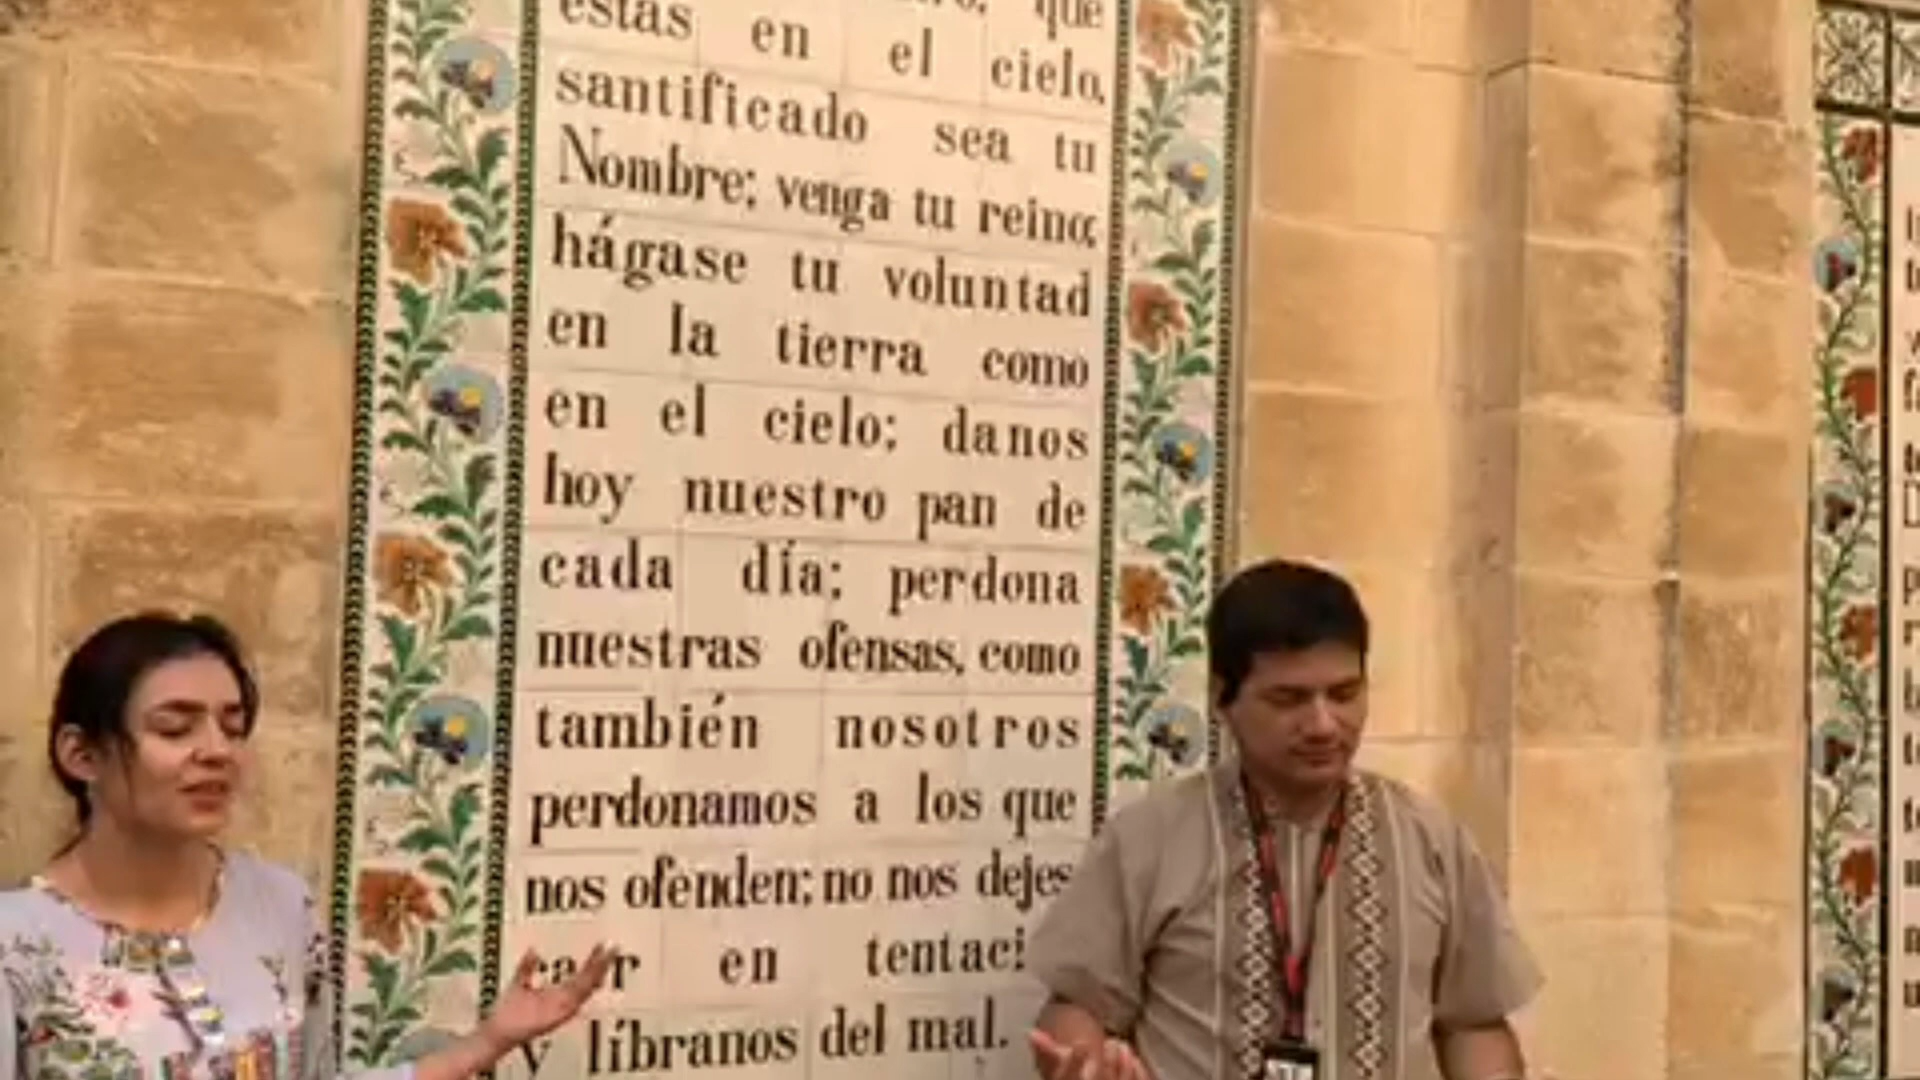 que
estás en el cielo,
santificado sea tu
Nombre; venga tu reino;
hágase tu voluntad
en la tierra como
en el cielo; danos
hoy nuestro pan de
cada día; perdona
nuestras ofensas, como
también nosotros
perdonamos a los que
nos ofenden; no nos dejes
en
y líbranos del mal.